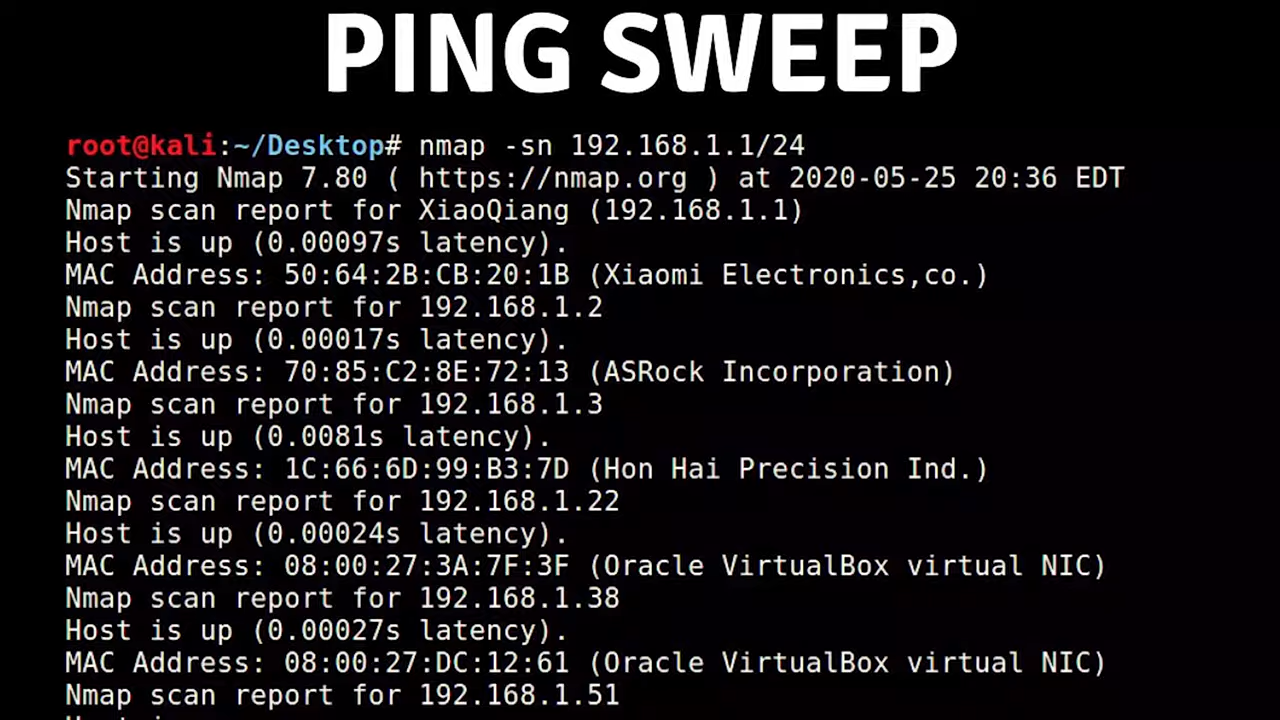 PING SWEEP
root@kali:~/Desktop# nmap -sn 192.168.1.1/24
Starting Nmap 7.80 ( https://nmap.org ) at 2020-05-25 20:36 EDT
Nmap scan report for XiaoQiang (192.168.1.1)
Host is up (0.00097s latency).
MAC Address: 50:64:2B:CB:20:1B (Xiaomi Electronics,co.)
Nmap scan report for 192.168.1.2
Host is up (0.00017s latency).
MAC Address: 70:85:C2:8E:72:13 (ASRock Incorporation)
Nmap scan report for 192.168.1.3
Host is up (0.0081s latency).
MAC Address: 1C:66:6D:99:B3:7D (Hon Hai Precision Ind.)
Nmap scan report for 192.168.1.22
Host is up (0.00024s latency).
MAC Address: 08:00:27:3A:7F:3F (Oracle VirtualBox virtual NIC)
Nmap scan report for 192.168.1.38
Host is up (0.00027s latency).
MAC Address: 08:00:27:DC:12:61 (Oracle VirtualBox virtual NIC)
Nmap scan report for 192.168.1.51